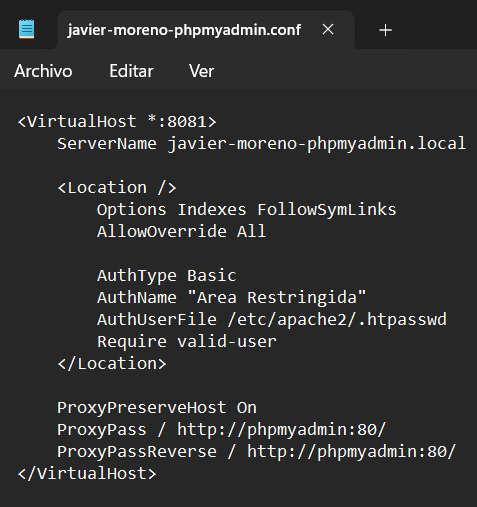 javier-moreno-phpmyadmin.conf
Archivo Editar Ver
<VirtualHost *:8081>
    ServerName javier-moreno-phpmyadmin.local

    <Location />
        Options Indexes FollowSymLinks
        AllowOverride All

        AuthType Basic
        AuthName "Area Restringida"
        AuthUserFile /etc/apache2/.htpasswd
        Require valid-user
    </Location>

    ProxyPreserveHost On
    ProxyPass / http://phpmyadmin:80/
    ProxyPassReverse / http://phpmyadmin:80/
</VirtualHost>